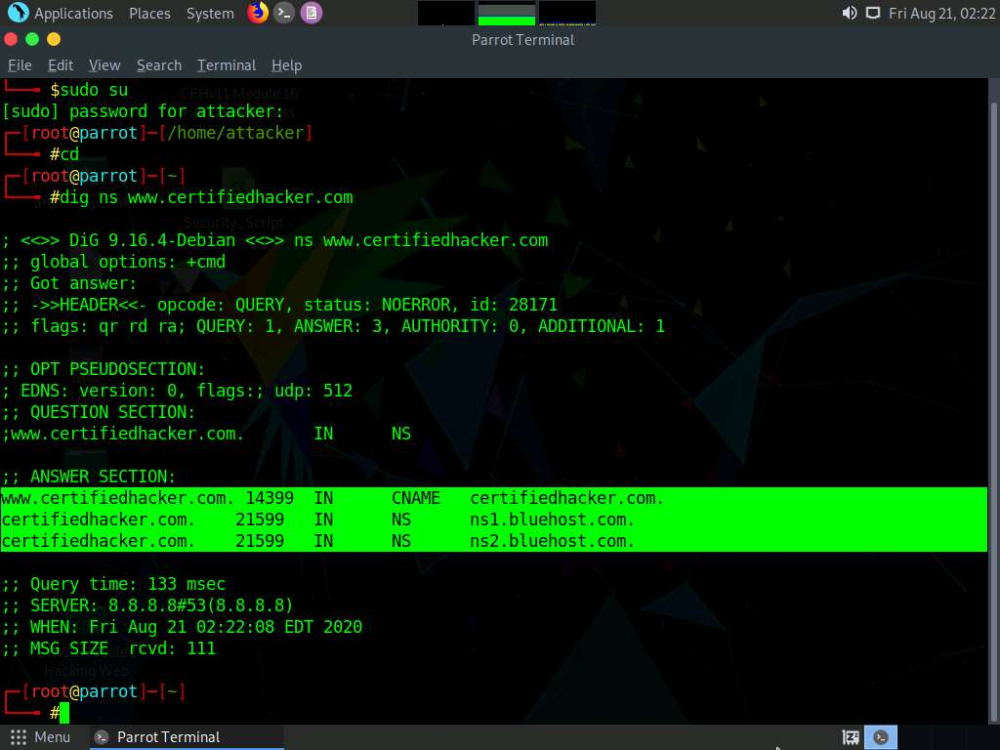 Applications Places System Fri Aug 21, 02:22
Parrot Terminal
File Edit View Search Terminal Help
$sudo su
[sudo] password for attacker:
[root@parrot]─[/home/attacker]
#cd
[root@parrot]─[~]
#dig ns www.certifiedhacker.com
; <<>> DiG 9.16.4-Debian <<>> ns www.certifiedhacker.com
;; global options: +cmd
;; Got answer:
;; ->>HEADER<<- opcode: QUERY, status: NOERROR, id: 28171
;; flags: qr rd ra; QUERY: 1, ANSWER: 3, AUTHORITY: 0, ADDITIONAL: 1
;; OPT PSEUDOSECTION:
; EDNS: version: 0, flags:; udp: 512
;; QUESTION SECTION:
;www.certifiedhacker.com. IN NS
;; ANSWER SECTION:
www.certifiedhacker.com. 14399 IN CNAME certifiedhacker.com.
certifiedhacker.com. 21599 IN NS ns1.bluehost.com.
certifiedhacker.com. 21599 IN NS ns2.bluehost.com.
;; Query time: 133 msec
;; SERVER: 8.8.8.8#53(8.8.8.8)
;; WHEN: Fri Aug 21 02:22:08 EDT 2020
;; MSG SIZE rcvd: 111
Hacking Web
[root@parrot]─[~]
#
Menu Parrot Terminal